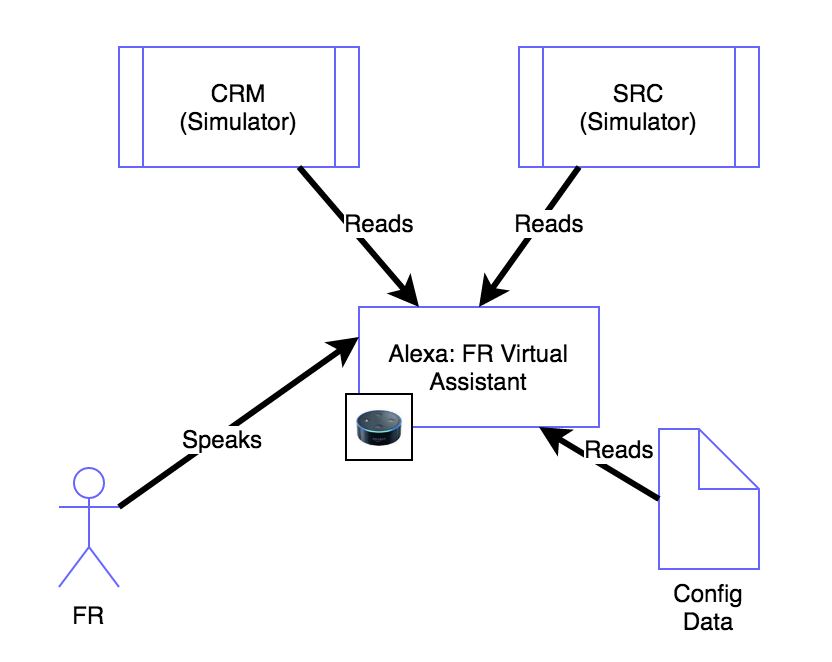 CRM
(Simulator)
SRC
(Simulator)
Reads
Reads
Alexa: FR Virtual
Assistant
Speaks
Reads
FR
Config
Data